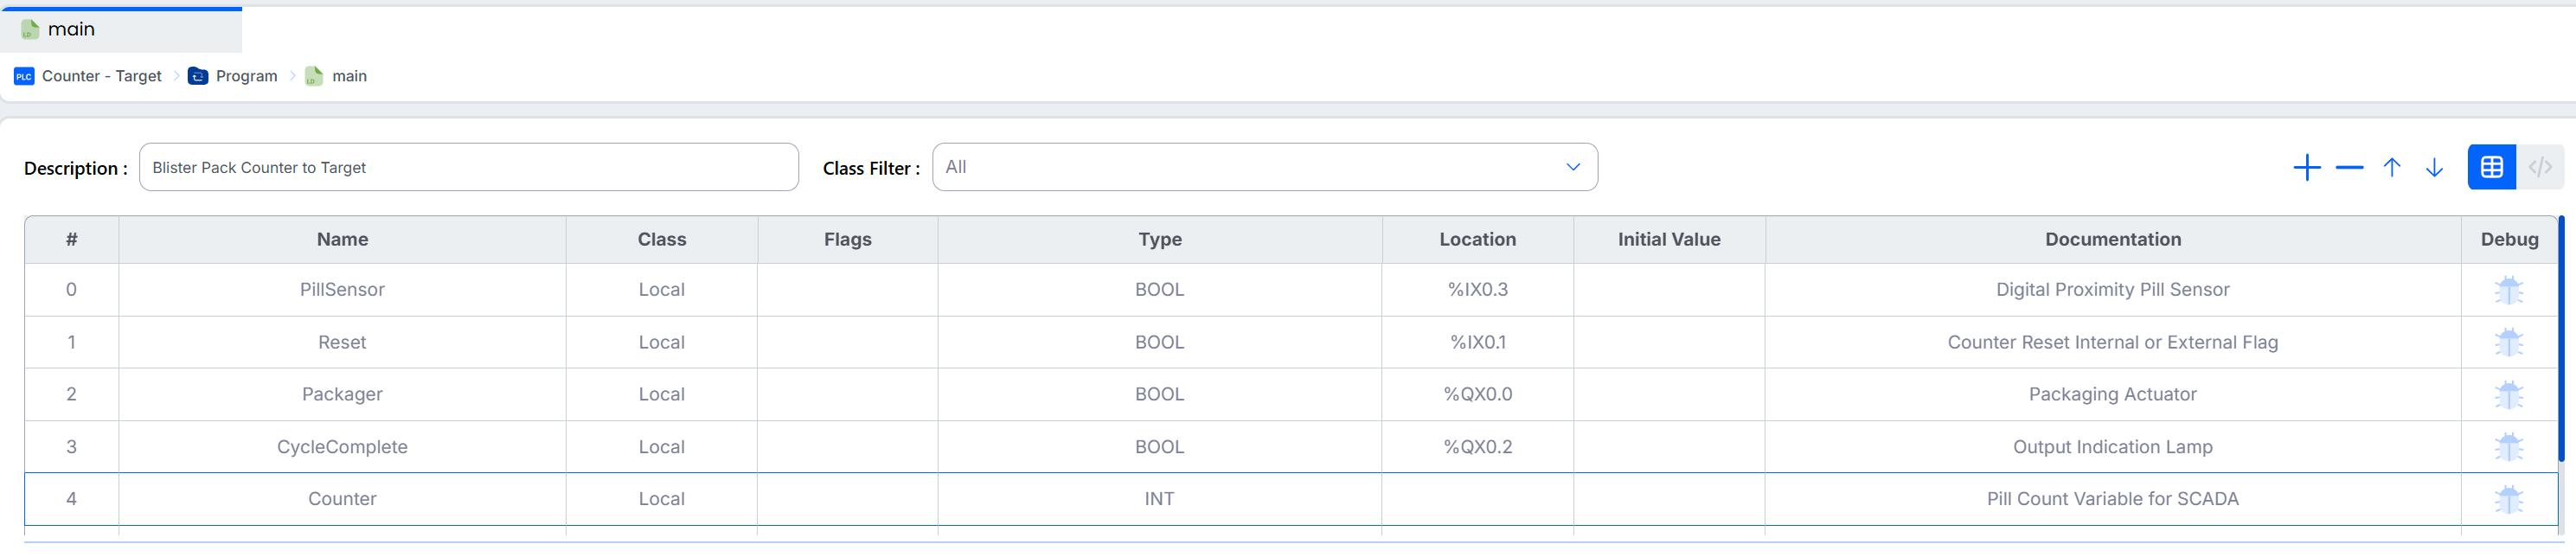 main
PLC Counter - Target > Program > main
Description : Blister Pack Counter to Target Class Filter : All
# Name Class Flags Type Location Initial Value Documentation Debug
0 PillSensor Local BOOL %IX0.3 Digital Proximity Pill Sensor
1 Reset Local BOOL %IX0.1 Counter Reset Internal or External Flag
2 Packager Local BOOL %QX0.0 Packaging Actuator
3 CycleComplete Local BOOL %QX0.2 Output Indication Lamp
4 Counter Local INT Pill Count Variable for SCADA